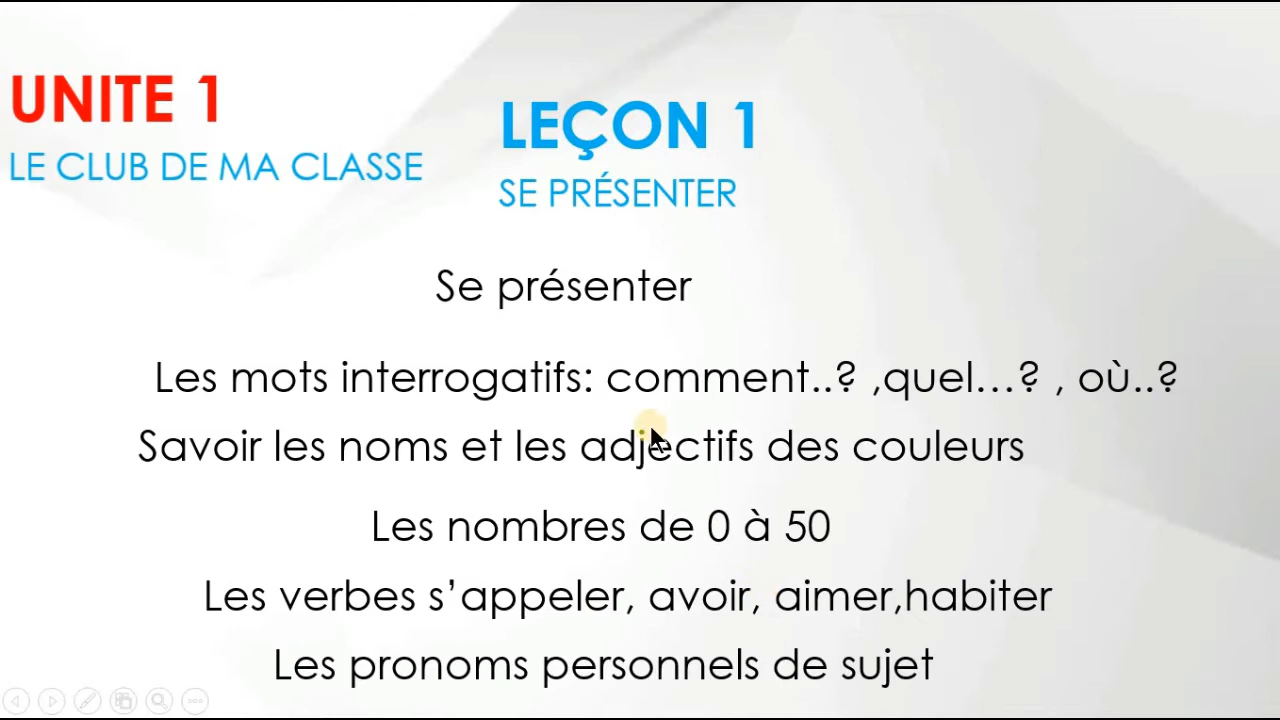 UNITE 1
LE CLUB DE MA CLASSE
LEÇON 1
SE PRÉSENTER
Se présenter
Les mots interrogatifs: comment..? ,quel...? , où..?
Savoir les noms et les adjectifs des couleurs
Les nombres de 0 à 50
Les verbes s’appeler, avoir, aimer,habiter
Les pronoms personnels de sujet